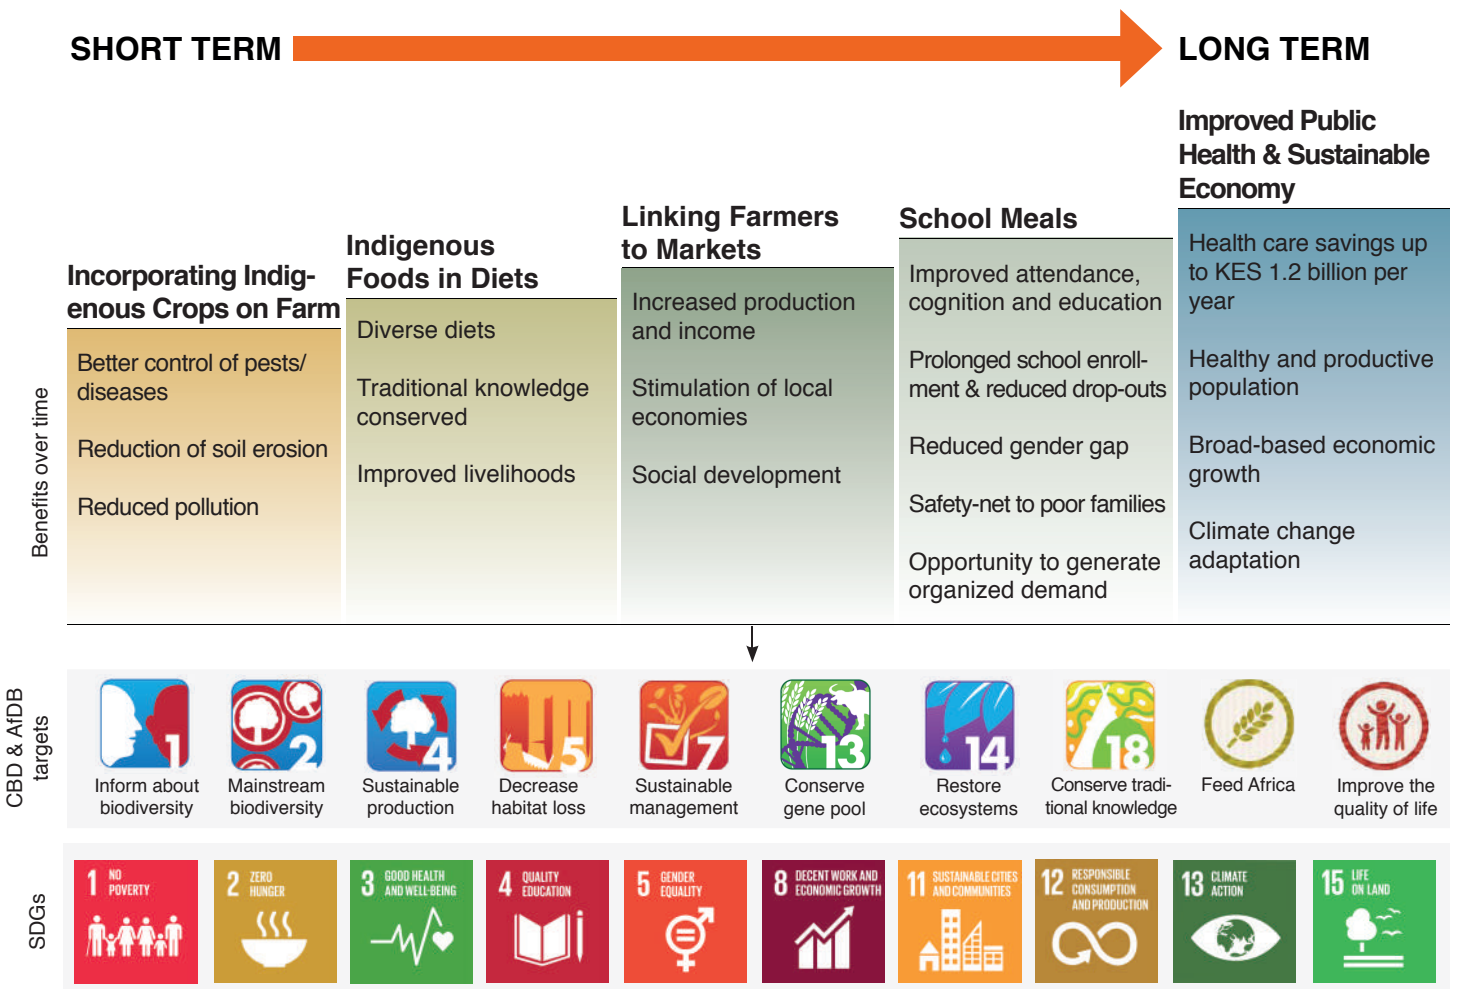 SHORT TERM
LONG TERM
Incorporating Indig-
enous Crops on Farm
Better control of pests/
diseases
Reduction of soil erosion
Reduced pollution
Indigenous
Foods in Diets
Diverse diets
Traditional knowledge
conserved
Improved livelihoods
Linking Farmers
to Markets
Increased production
and income
Stimulation of local
economies
Social development
School Meals
Improved attendance,
cognition and education
Prolonged school enroll-
ment & reduced drop-outs
Reduced gender gap
Safety-net to poor families
Opportunity to generate
organized demand
Improved Public
Health & Sustainable
Economy
Health care savings up
to KES 1.2 billion per
year
Healthy and productive
population
Broad-based economic
growth
Climate change
adaptation
Benefits over time
CBD & AfDB
targets
1
Inform about
biodiversity
2
Mainstream
biodiversity
4
Sustainable
production
5
Decrease
habitat loss
7
Sustainable
management
13
Conserve
gene pool
14
Restore
ecosystems
18
Conserve tradi-
tional knowledge
Feed Africa
Improve the
quality of life
SDGs
1 NO
POVERTY
2 ZERO
HUNGER
3 GOOD HEALTH
AND WELL-BEING
4 QUALITY
EDUCATION
5 GENDER
EQUALITY
8 DECENT WORK AND
ECONOMIC GROWTH
11 SUSTAINABLE CITIES
AND COMMUNITIES
12 RESPONSIBLE
CONSUMPTION
AND PRODUCTION
13 CLIMATE
ACTION
15 LIFE
ON LAND